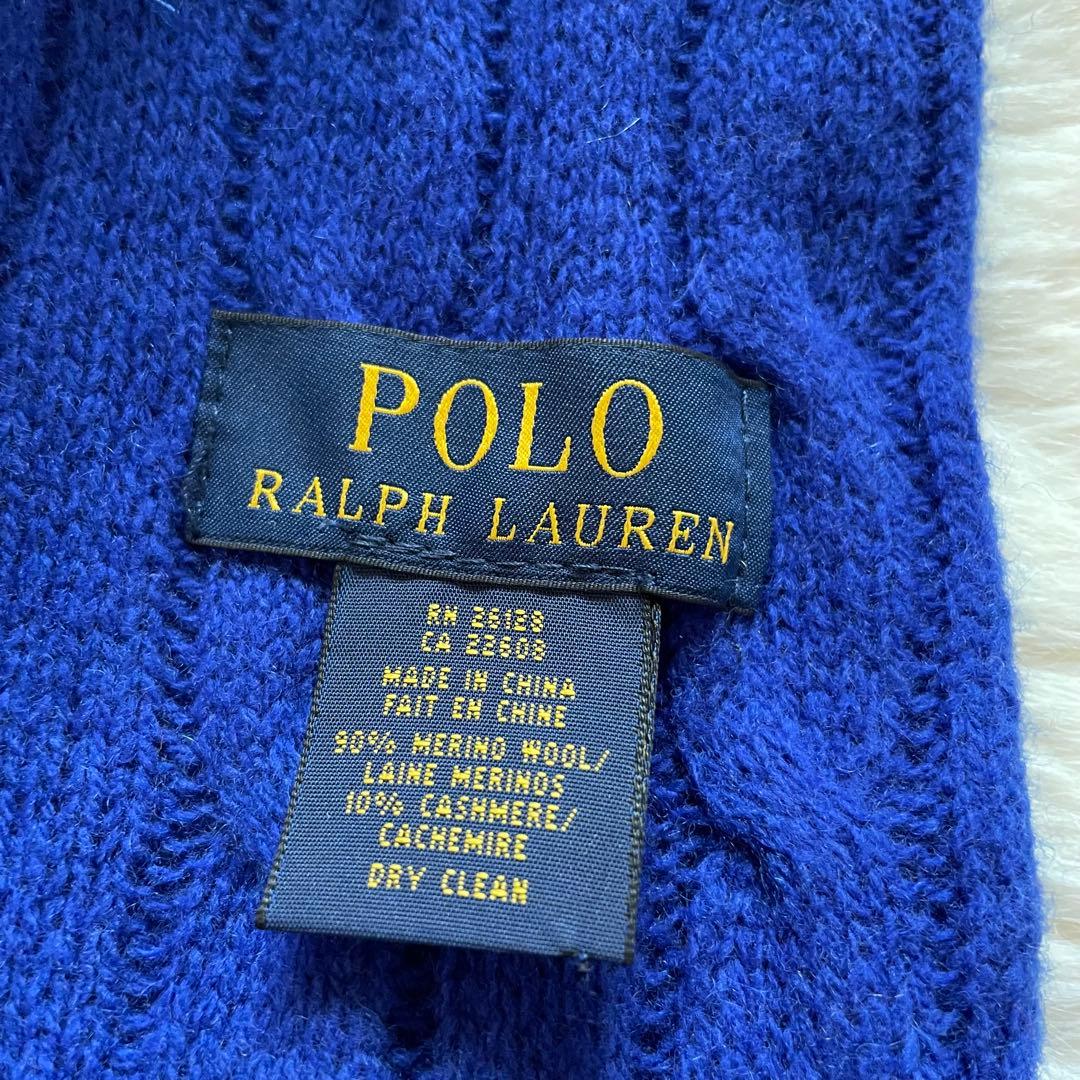 POLO
RALPH LAUREN
RN 26128
CA 22608
MADE IN CHINA
FAIT EN CHINE
90% MERINO WOOL/
LAINE MERINOS
10% CASHMERE/
CACHEMIRE
DRY CLEAN